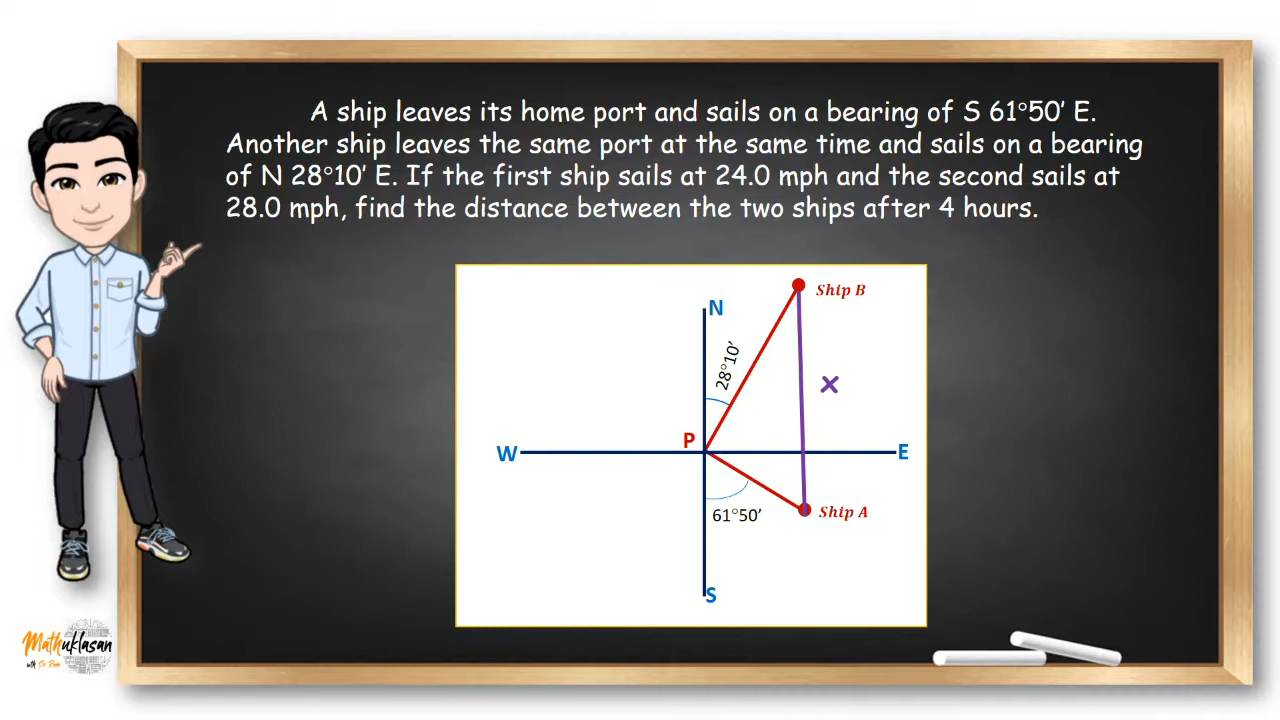 A ship leaves its home port and sails on a bearing of S 61°50’ E.
Another ship leaves the same port at the same time and sails on a bearing
of N 28°10’ E. If the first ship sails at 24.0 mph and the second sails at
28.0 mph, find the distance between the two ships after 4 hours.
Ship B
N
28°10’
x
P
W
E
61°50’
Ship A
S
Mathuklasan
with Sir Ram